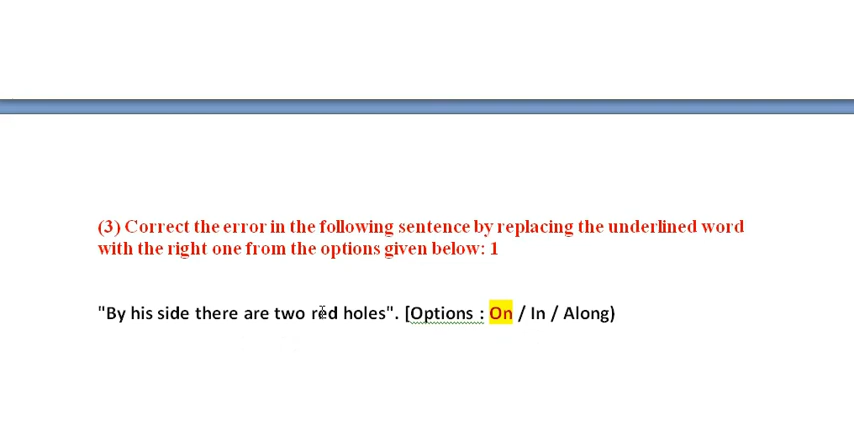 (3) Correct the error in the following sentence by replacing the underlined word
with the right one from the options given below: 1
"By his side there are two red holes". [Options : On / In / Along)